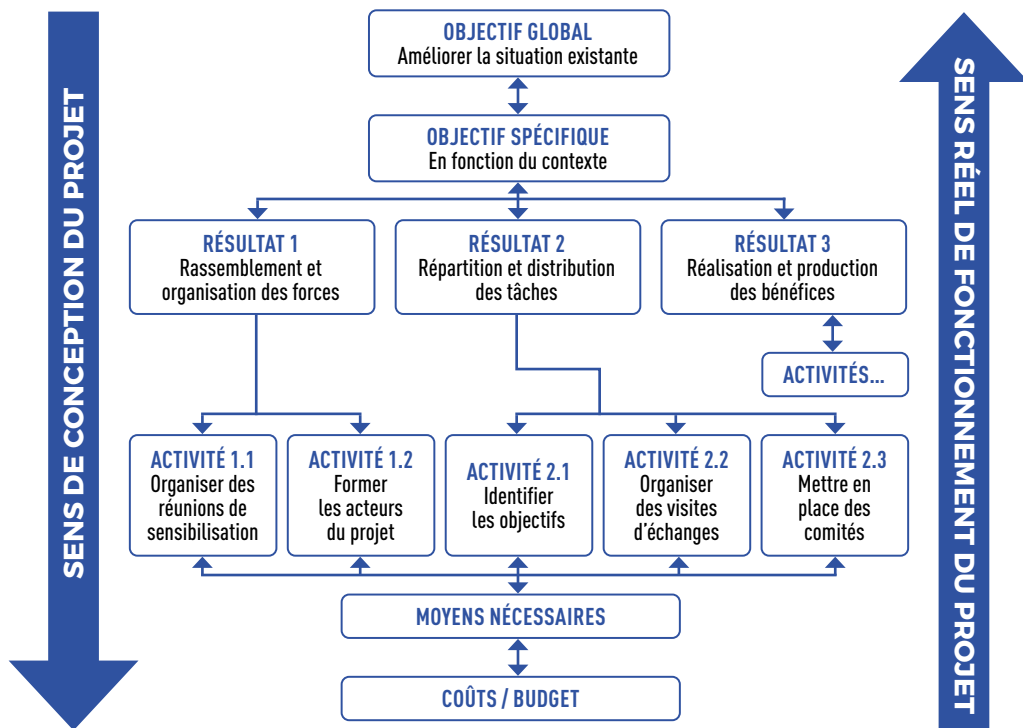 SENS DE CONCEPTION DU PROJET
OBJECTIF GLOBAL
Améliorer la situation existante
OBJECTIF SPÉCIFIQUE
En fonction du contexte
RÉSULTAT 1
Rassemblement et
organisation des forces
RÉSULTAT 2
Répartition et distribution
des tâches
RÉSULTAT 3
Réalisation et production
des bénéfices
ACTIVITÉS...
ACTIVITÉ 1.1
Organiser des
réunions de
sensibilisation
ACTIVITÉ 1.2
Former
les acteurs
du projet
ACTIVITÉ 2.1
Identifier
les objectifs
ACTIVITÉ 2.2
Organiser
des visites
d’échanges
ACTIVITÉ 2.3
Mettre en
place des
comités
MOYENS NÉCESSAIRES
COÛTS / BUDGET
SENS RÉEL DE FONCTIONNEMENT DU PROJET